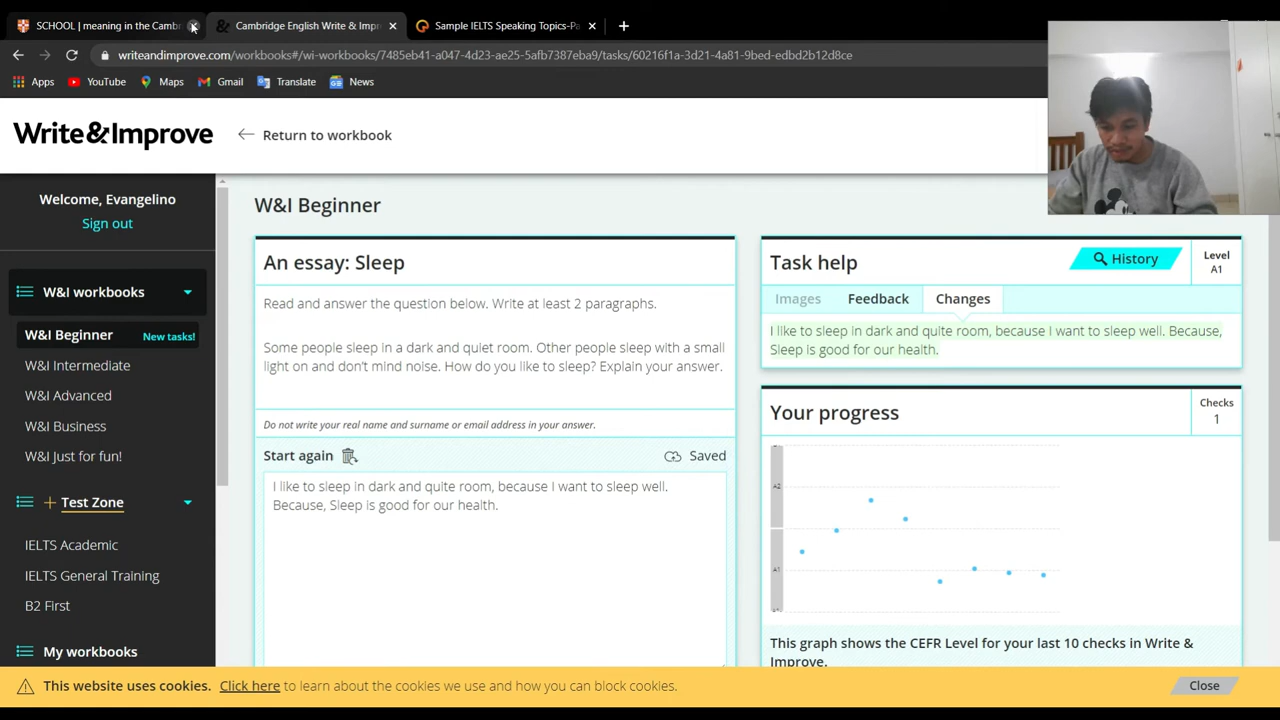 SCHOOL | meaning in the Camb
Cambridge English Write & Impr
Sample IELTS Speaking Topics-Pa
writeandimprove.com/workbooks#/wi-workbooks/7485eb41-a047-4d23-ae25-5afb7387eba9/tasks/60216f1a-3d21-4a81-9bed-edbd2b12d8ce
Apps YouTube Maps Gmail Translate News
Write&Improve
Return to workbook
Welcome, Evangelino
Sign out
W&I workbooks
W&I Beginner New tasks!
W&I Intermediate
W&I Advanced
W&I Business
W&I Just for fun!
Test Zone
IELTS Academic
IELTS General Training
B2 First
My workbooks
W&I Beginner
An essay: Sleep
Read and answer the question below. Write at least 2 paragraphs.
Some people sleep in a dark and quiet room. Other people sleep with a small
light on and don't mind noise. How do you like to sleep? Explain your answer.
Do not write your real name and surname or email address in your answer.
Start again Saved
I like to sleep in dark and quite room, because I want to sleep well.
Because, Sleep is good for our health.
Task help
History
Level
A1
Images Feedback Changes
I like to sleep in dark and quite room, because I want to sleep well. Because,
Sleep is good for our health.
Your progress
Checks
1
A2
A1
This graph shows the CEFR Level for your last 10 checks in Write &
Improve.
This website uses cookies. Click here to learn about the cookies we use and how you can block cookies.
Close